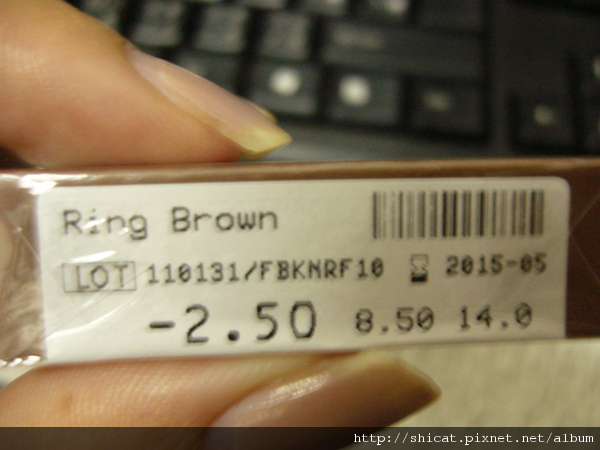 Ring Brown
LOT 110131/FBKNRF10 2015-05
-2.50 8.50 14.0
http://shicat.pixnet.net/album